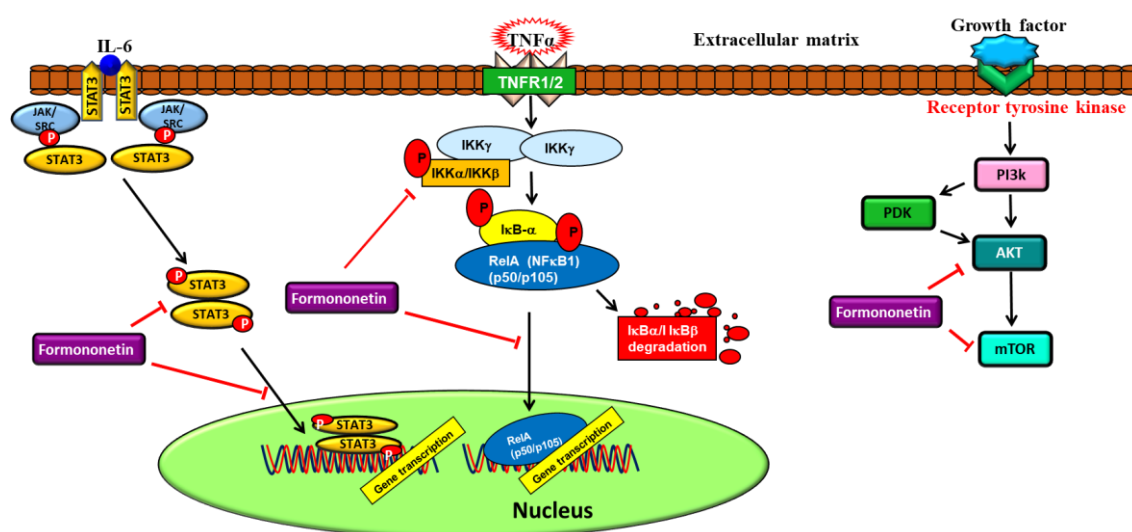 IL-6
STAT3
STAT3
JAK/
SRC
P
STAT3
JAK/
SRC
P
STAT3
P
STAT3
STAT3
P
Formononetin
TNFα
TNFR1/2
Extracellular matrix
IKKγ
IKKγ
P
IKKα/IKKβ
P
P
IκB-α
RelA (NFκB1)
(p50/p105)
Formononetin
IκBα/I IκBβ
degradation
Growth factor
Receptor tyrosine kinase
PI3k
PDK
AKT
Formononetin
mTOR
P
STAT3
STAT3
P
Gene transcription
RelA
(p50/p105)
Gene transcription
Nucleus